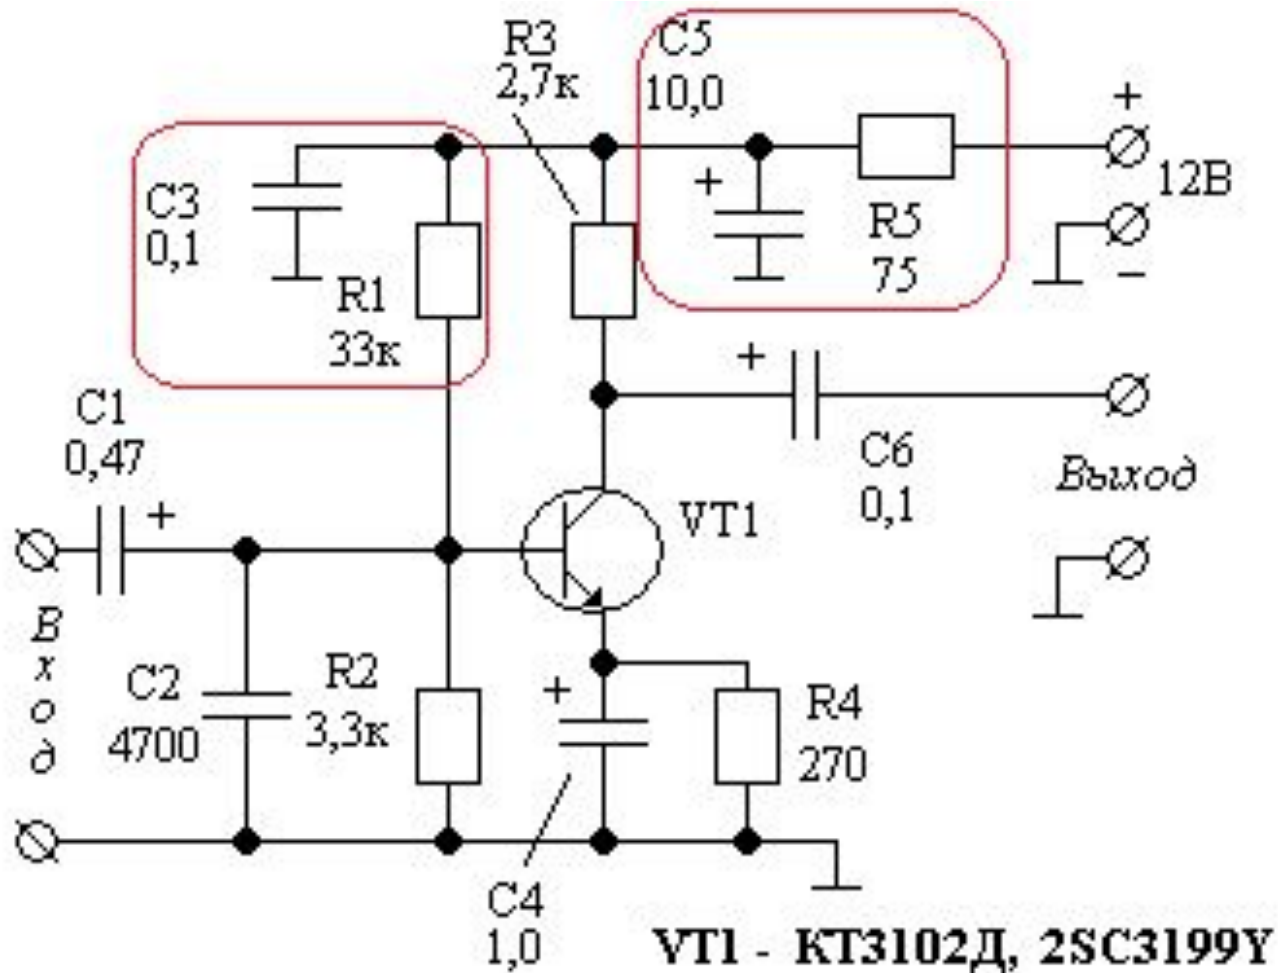 R3
2,7к
C5
10,0
+
12В
C3
0,1
+
R5
75
−
R1
33к
+
C1
0,47
C6
0,1
Выход
+
VT1
Вход
C2
4700
R2
3,3к
+
R4
270
C4
1,0
VT1 - КТ3102Д, 2SC3199Y